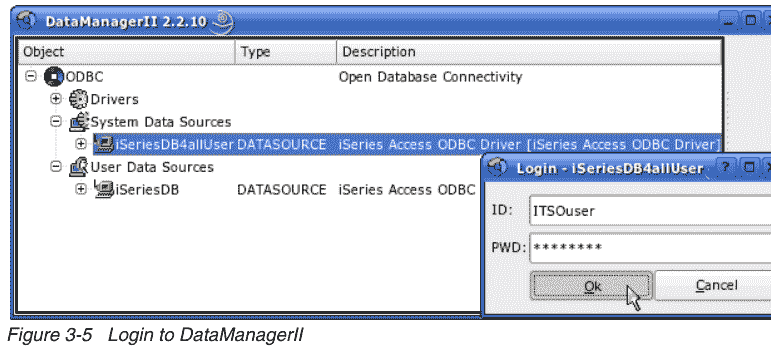 DataManagerII 2.2.10
Object Type Description
ODBC Open Database Connectivity
Drivers
System Data Sources
iSeriesDB4allUser DATASOURCE iSeries Access ODBC Driver [iSeries Access ODBC Driver]
User Data Sources
iSeriesDB DATASOURCE iSeries Access ODBC
Login - iSeriesDB4allUser
ID: ITSOuser
PWD: ********
Ok Cancel
Figure 3-5 Login to DataManagerII